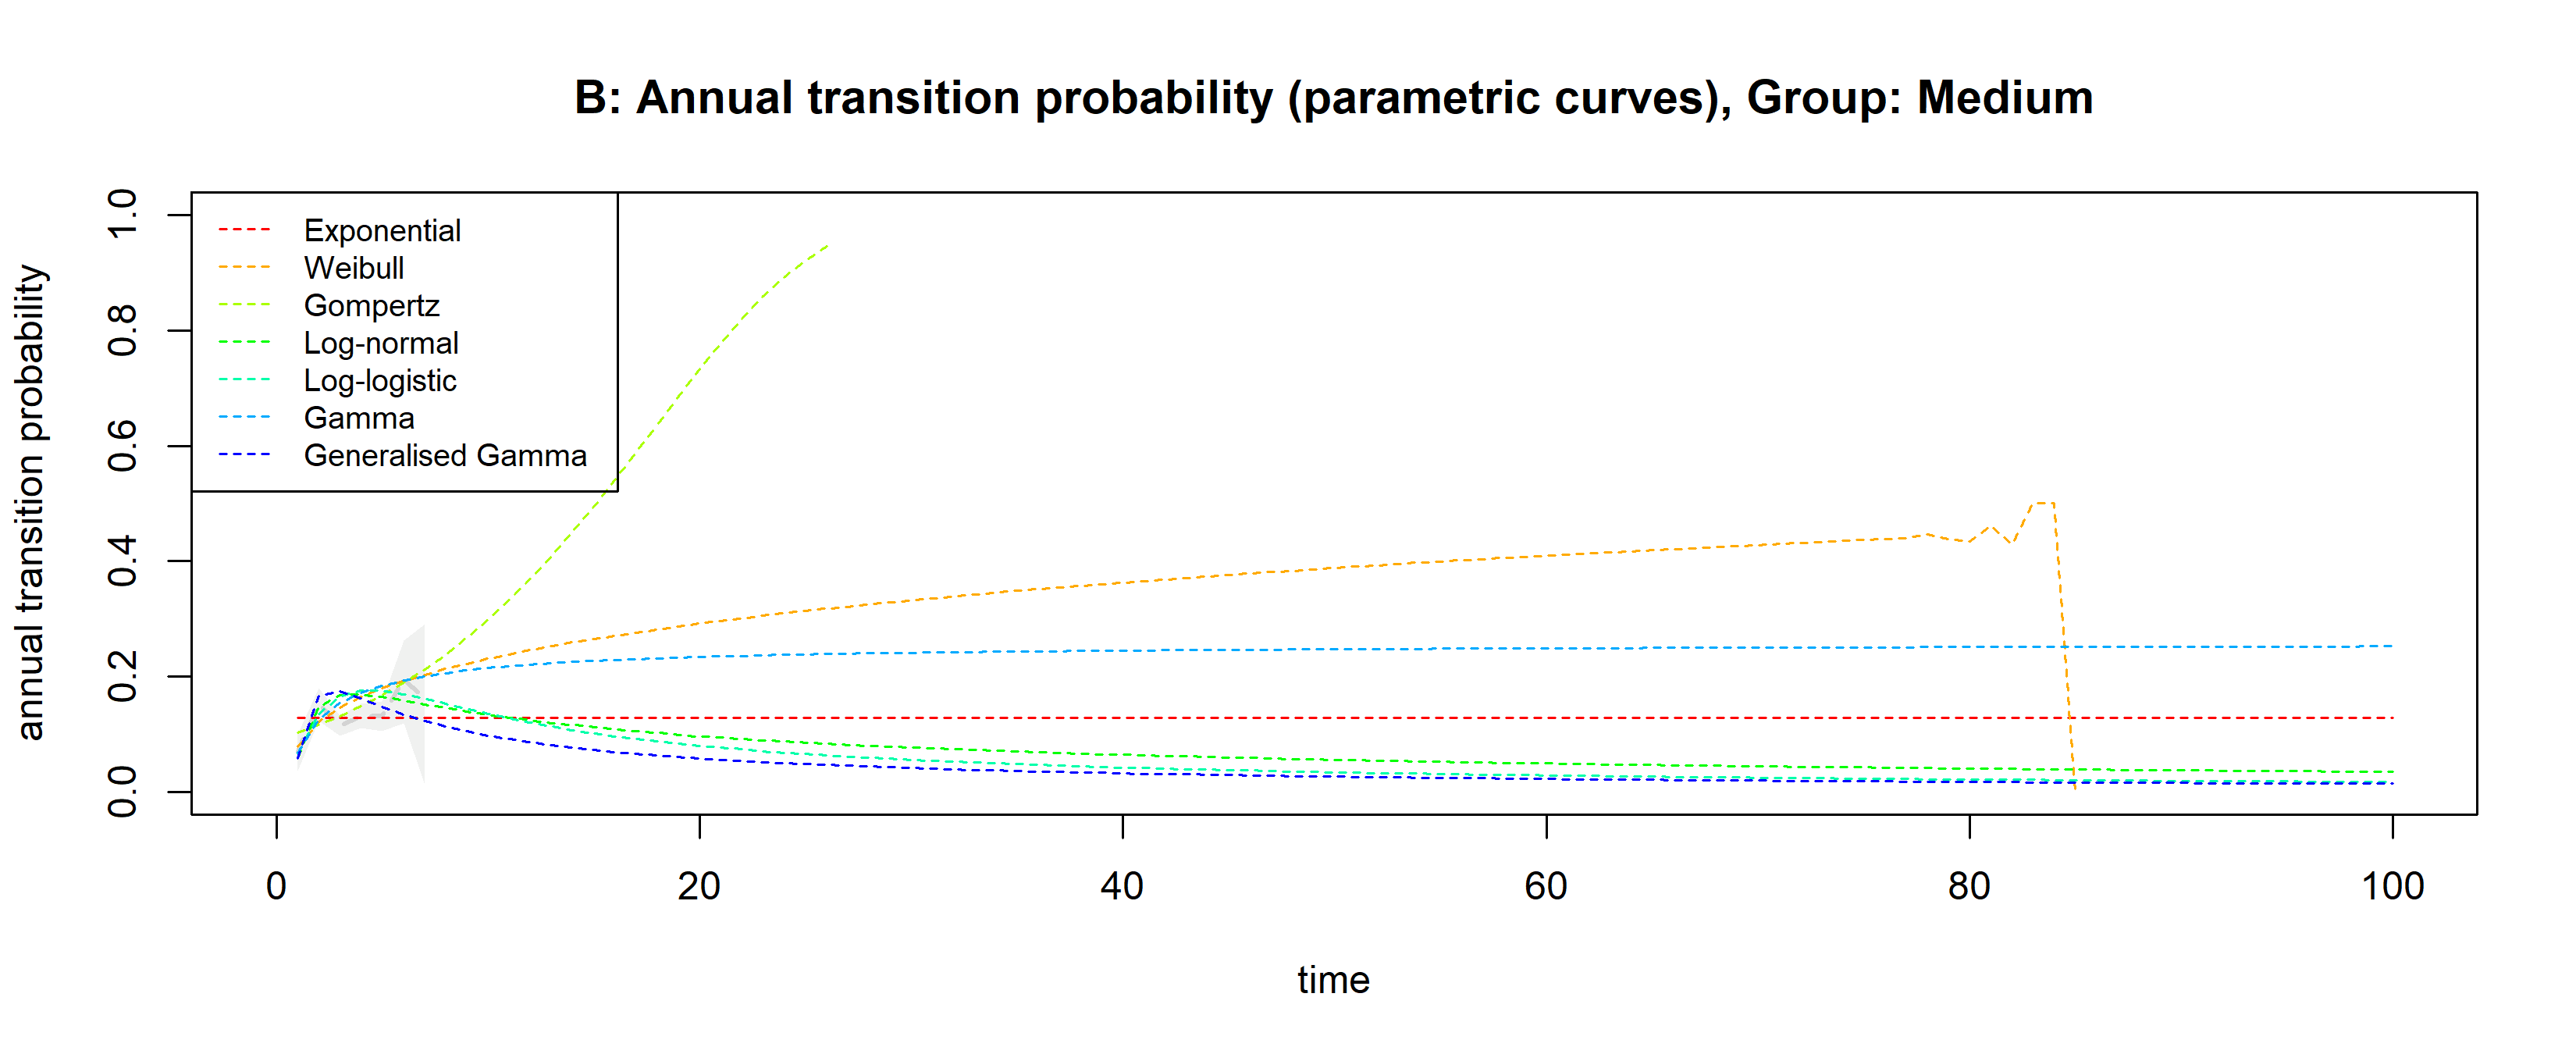 B: Annual transition probability (parametric curves), Group: Medium
annual transition probability
1.0
0.8
0.6
0.4
0.2
0.0
Exponential
Weibull
Gompertz
Log-normal
Log-logistic
Gamma
Generalised Gamma
0 20 40 60 80 100
time